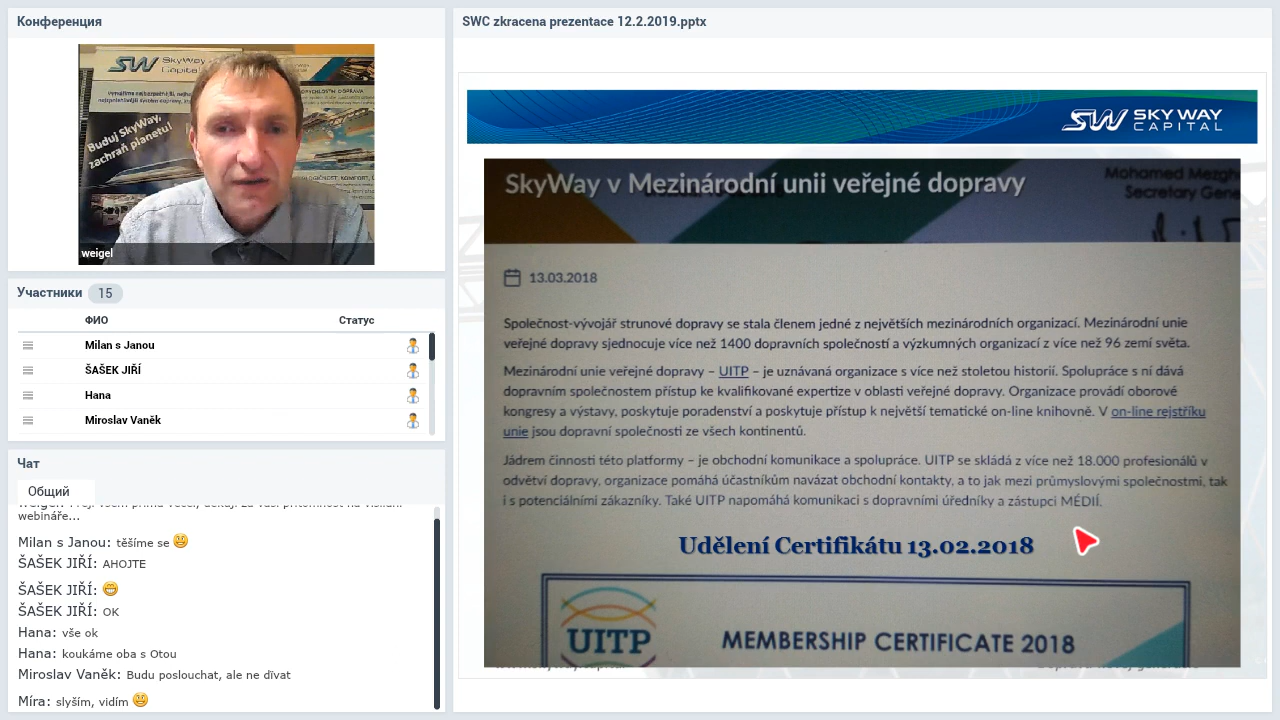 Конференция
SW SkyWay
Capital
Buduj SkyWay,
zachraň planetu!
weigel
Участники 15
ФИО Статус
Milan s Janou
ŠAŠEK JIŘÍ
Hana
Miroslav Vaněk
Чат
Общий
webináře...
Milan s Janou: těšíme se
ŠAŠEK JIŘÍ: AHOJTE
ŠAŠEK JIŘÍ:
ŠAŠEK JIŘÍ: OK
Hana: vše ok
Hana: koukáme oba s Otou
Miroslav Vaněk: Budu poslouchat, ale ne dïvat
Míra: slyším, vidím
SWC zkracena prezentace 12.2.2019.pptx
SW SKY WAY
CAPITAL
SkyWay v Mezinárodní unii veřejné dopravy
Mohamed
Secretary
13.03.2018
Společnost-vývojář strunové dopravy se stala členem jedné z největších mezinárodních organizací. Mezinárodní unie
veřejné dopravy sjednocuje více než 1400 dopravních společností a výzkumných organizací z více než 96 zemí světa.
Mezinárodní unie veřejné dopravy – UITP – je uznávaná organizace s více než stoletou historií. Spolupráce s ní dává
dopravním společnostem přístup ke kvalifikované expertize v oblasti veřejné dopravy. Organizace provádí oborové
kongresy a výstavy, poskytuje poradenství a poskytuje přístup k největší tematické on-line knihovně. V on-line rejstříku
unie jsou dopravní společnosti ze všech kontinentů.
Jádrem činnosti této platformy – je obchodní komunikace a spolupráce. UITP se skládá z více než 18.000 profesionálů v
odvětví dopravy, organizace pomáhá účastníkům navázat obchodní kontakty, a to jak mezi průmyslovými společnostmi, tak
i s potenciálními zákazníky. Také UITP napomáhá komunikaci s dopravními úředníky a zástupci MÉDIÍ.
Udělení Certifikátu 13.02.2018
UITP
MEMBERSHIP CERTIFICATE 2018